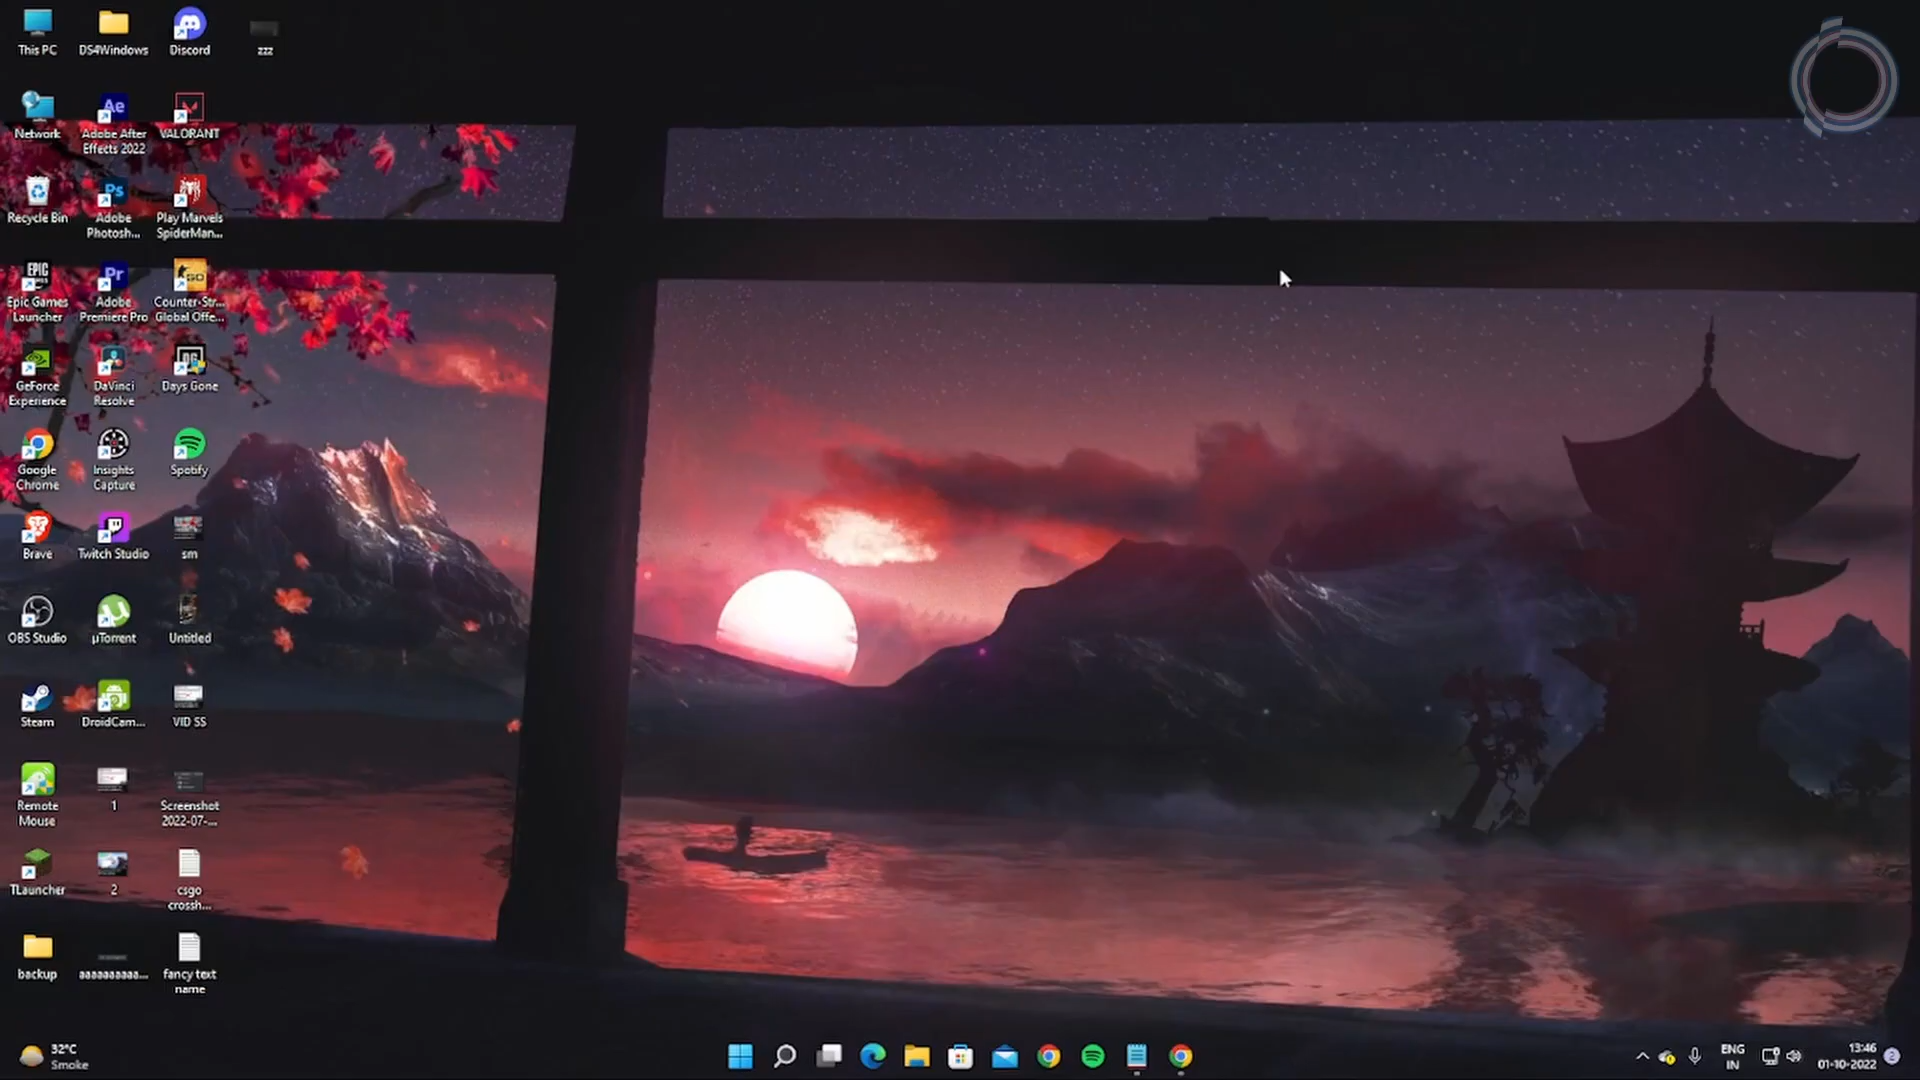 This PC
DS4Windows
Discord
zzz
Network
Adobe After
Effects 2022
VALORANT
Recycle Bin
Adobe
Photosh...
Play Marvels
SpiderMan...
Epic Games
Launcher
Adobe
Premiere Pro
Counter-Str...
Global Offe...
GeForce
Experience
DaVinci
Resolve
Days Gone
Google
Chrome
Insights
Capture
Spotify
Brave
Twitch Studio
sm
OBS Studio
µTorrent
Untitled
Steam
DroidCam...
VID SS
Remote
Mouse
1
Screenshot
2022-07-...
TLauncher
2
csgo
crossh...
backup
aaaaaaaaaa...
fancy text
name
32°C
Smoke
ENG
IN
13:46
01-10-2022
2